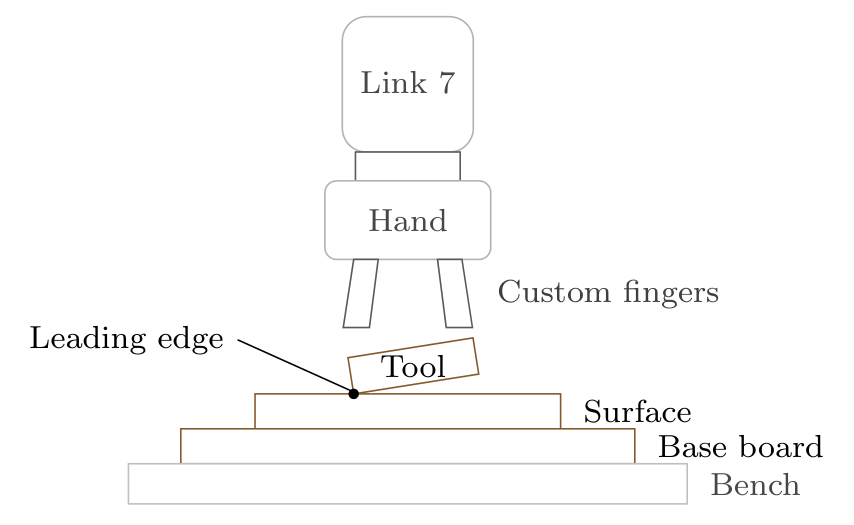 Link 7
Hand
Custom fingers
Leading edge
Tool
Surface
Base board
Bench